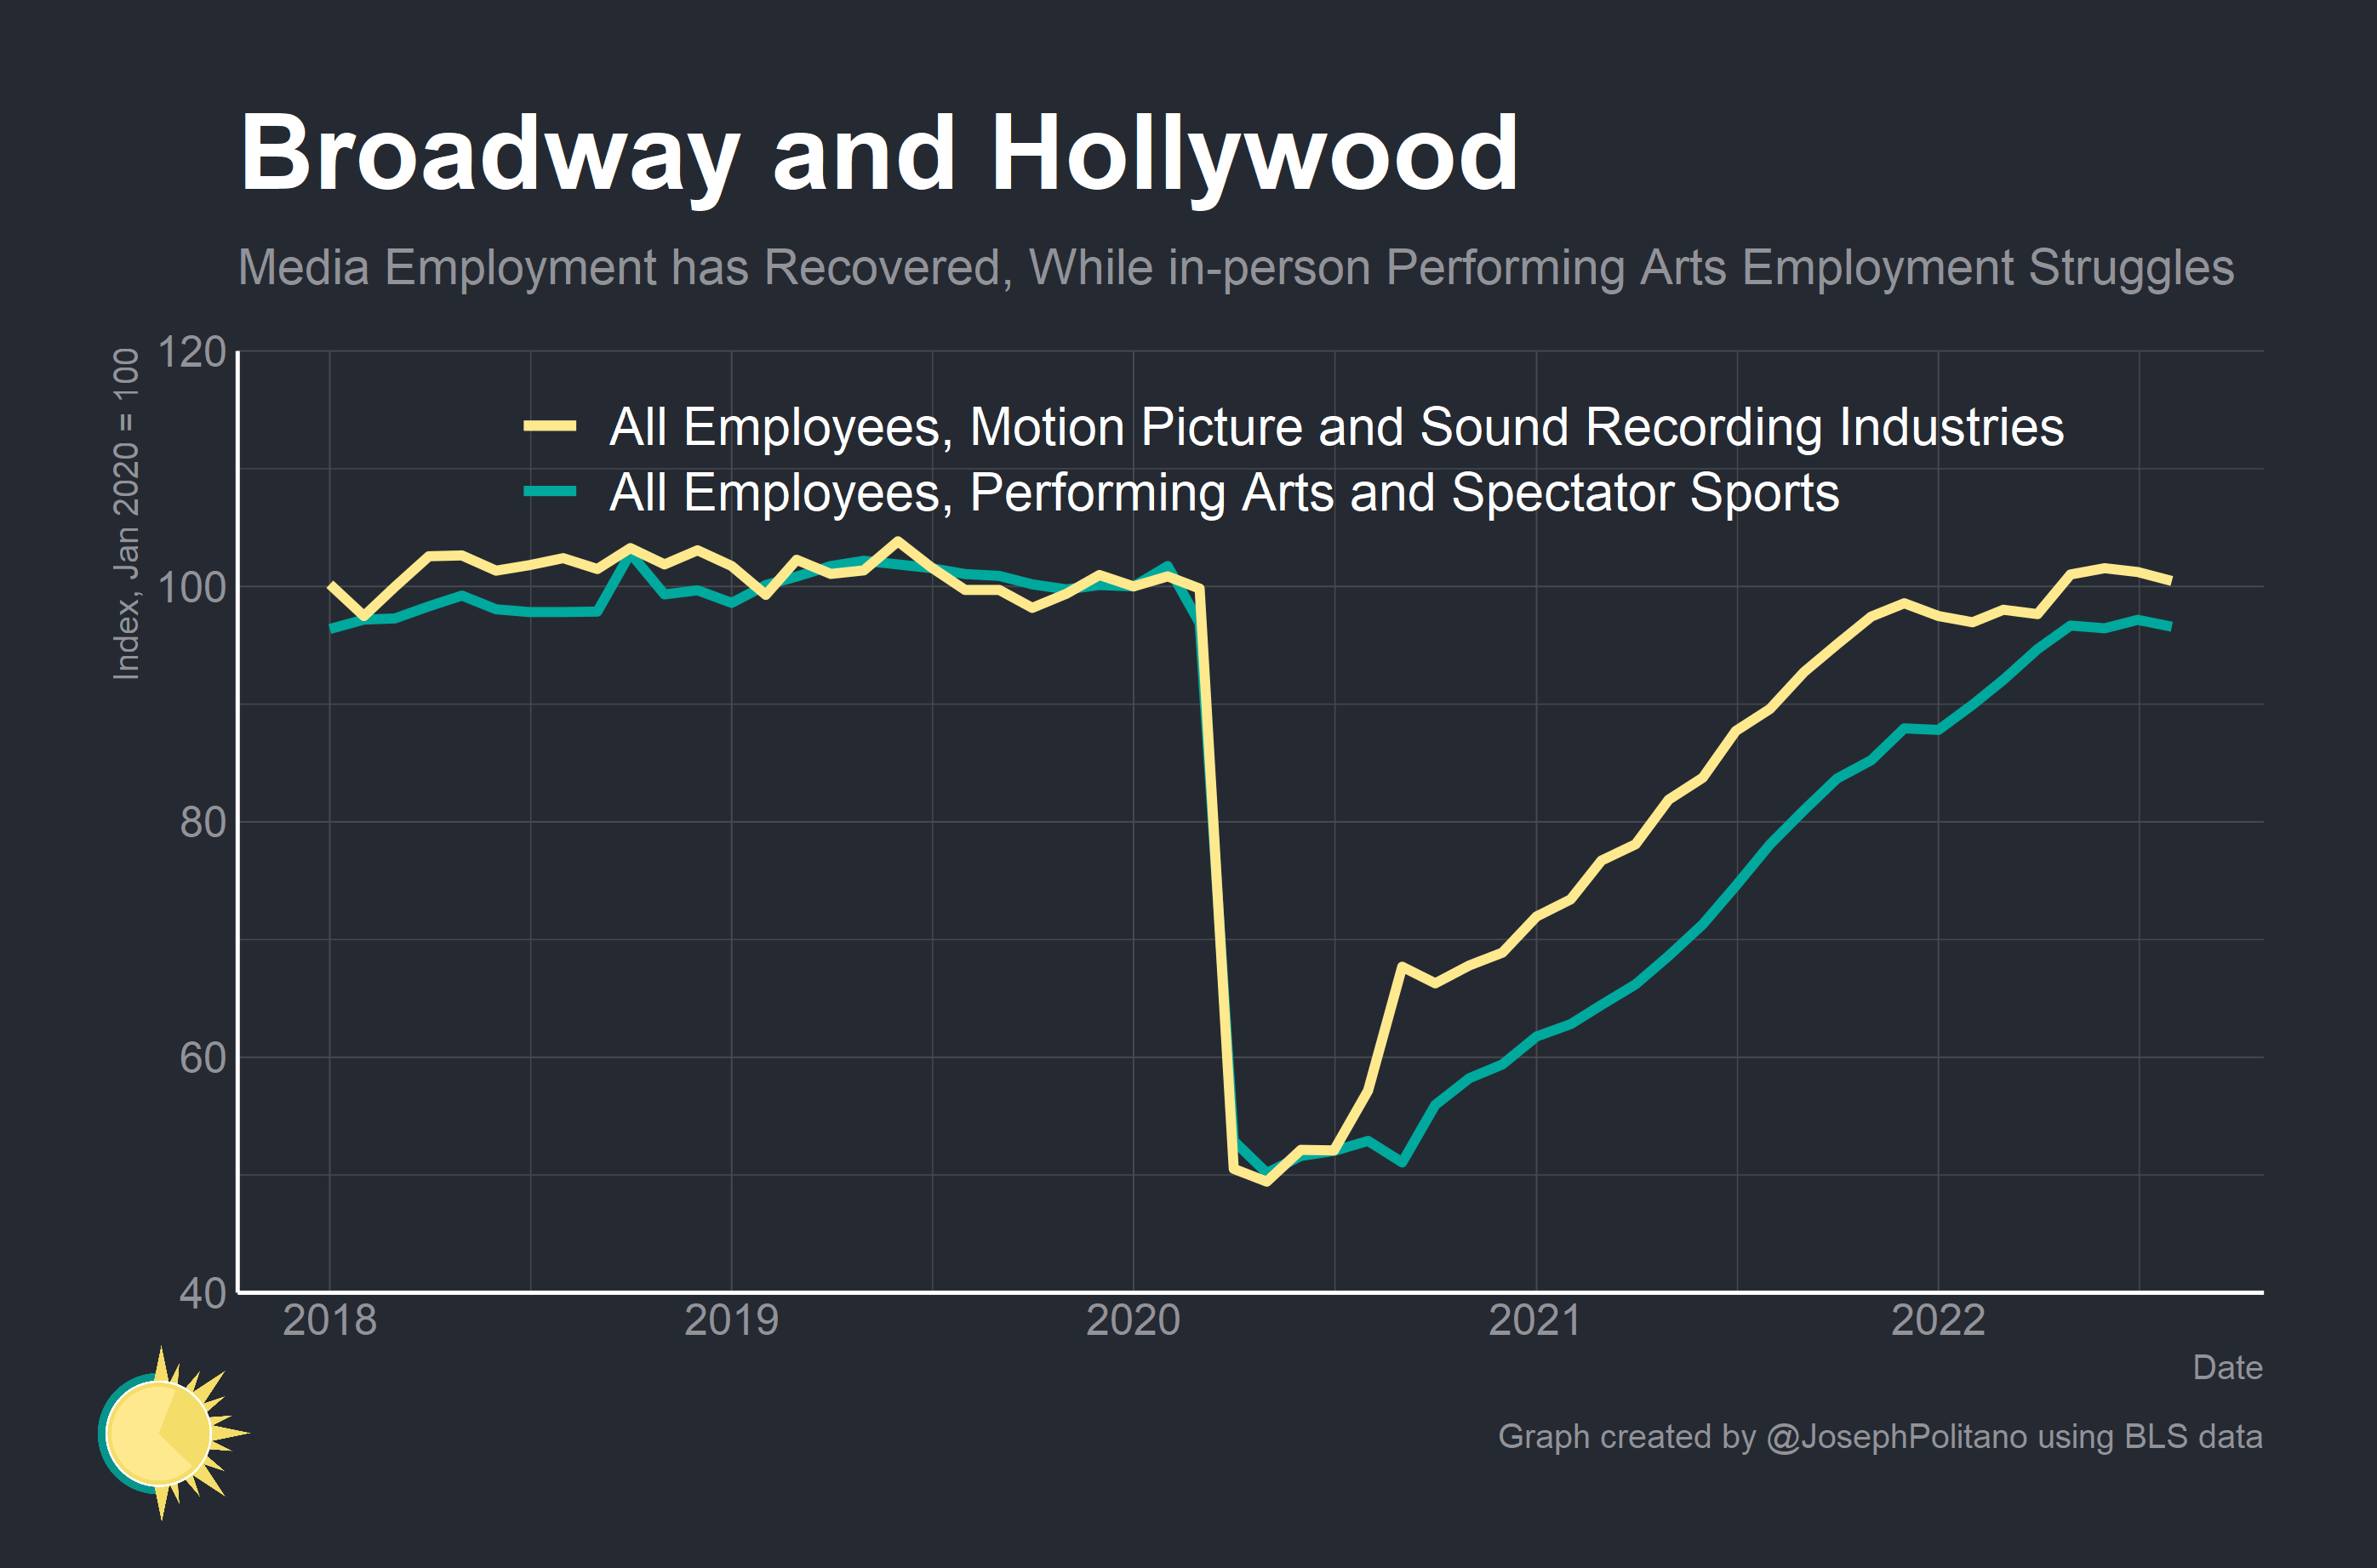 Broadway and Hollywood
Media Employment has Recovered, While in-person Performing Arts Employment Struggles
Index, Jan 2020 = 100
120
100
80
60
40
All Employees, Motion Picture and Sound Recording Industries
All Employees, Performing Arts and Spectator Sports
2018
2019
2020
2021
2022
Date
Graph created by @JosephPolitano using BLS data